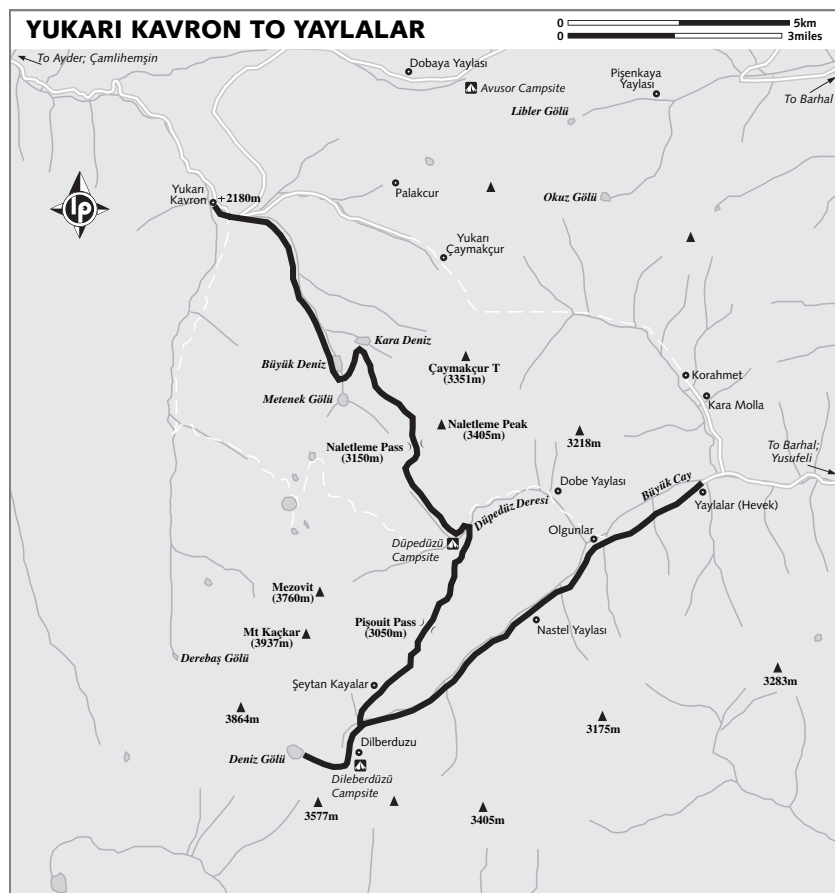 YUKARI KAVRON TO YAYLALAR
0 5km
0 3miles
To Ayder; Çamlihemşin
Dobaya Yaylası
Avusor Campsite
Pişenkaya
Yaylası
To Barhal
Libler Gölü
Yukarı
Kavron
+2180m
Palakcur
Okuz Gölü
lp
Yukarı
Çaymakçur
Kara Deniz
Büyük Deniz
Çaymakçur T
(3351m)
Korahmet
Metenek Gölü
Kara Molla
Naletleme Peak
(3405m)
3218m
Naletleme Pass
(3150m)
To Barhal;
Yusufeli
Dobe Yaylası
Büyük Cay
Yaylalar (Hevek)
Düpedüz Deresi
Olgunlar
Düpedüzü
Campsite
Mezovit
(3760m)
Pişouit Pass
(3050m)
Nastel Yaylası
Mt Kaçkar
(3937m)
Derebaş Gölü
Şeytan Kayalar
3283m
3864m
3175m
Deniz Gölü
Dilberduzu
Dileberdüzü
Campsite
3577m
3405m